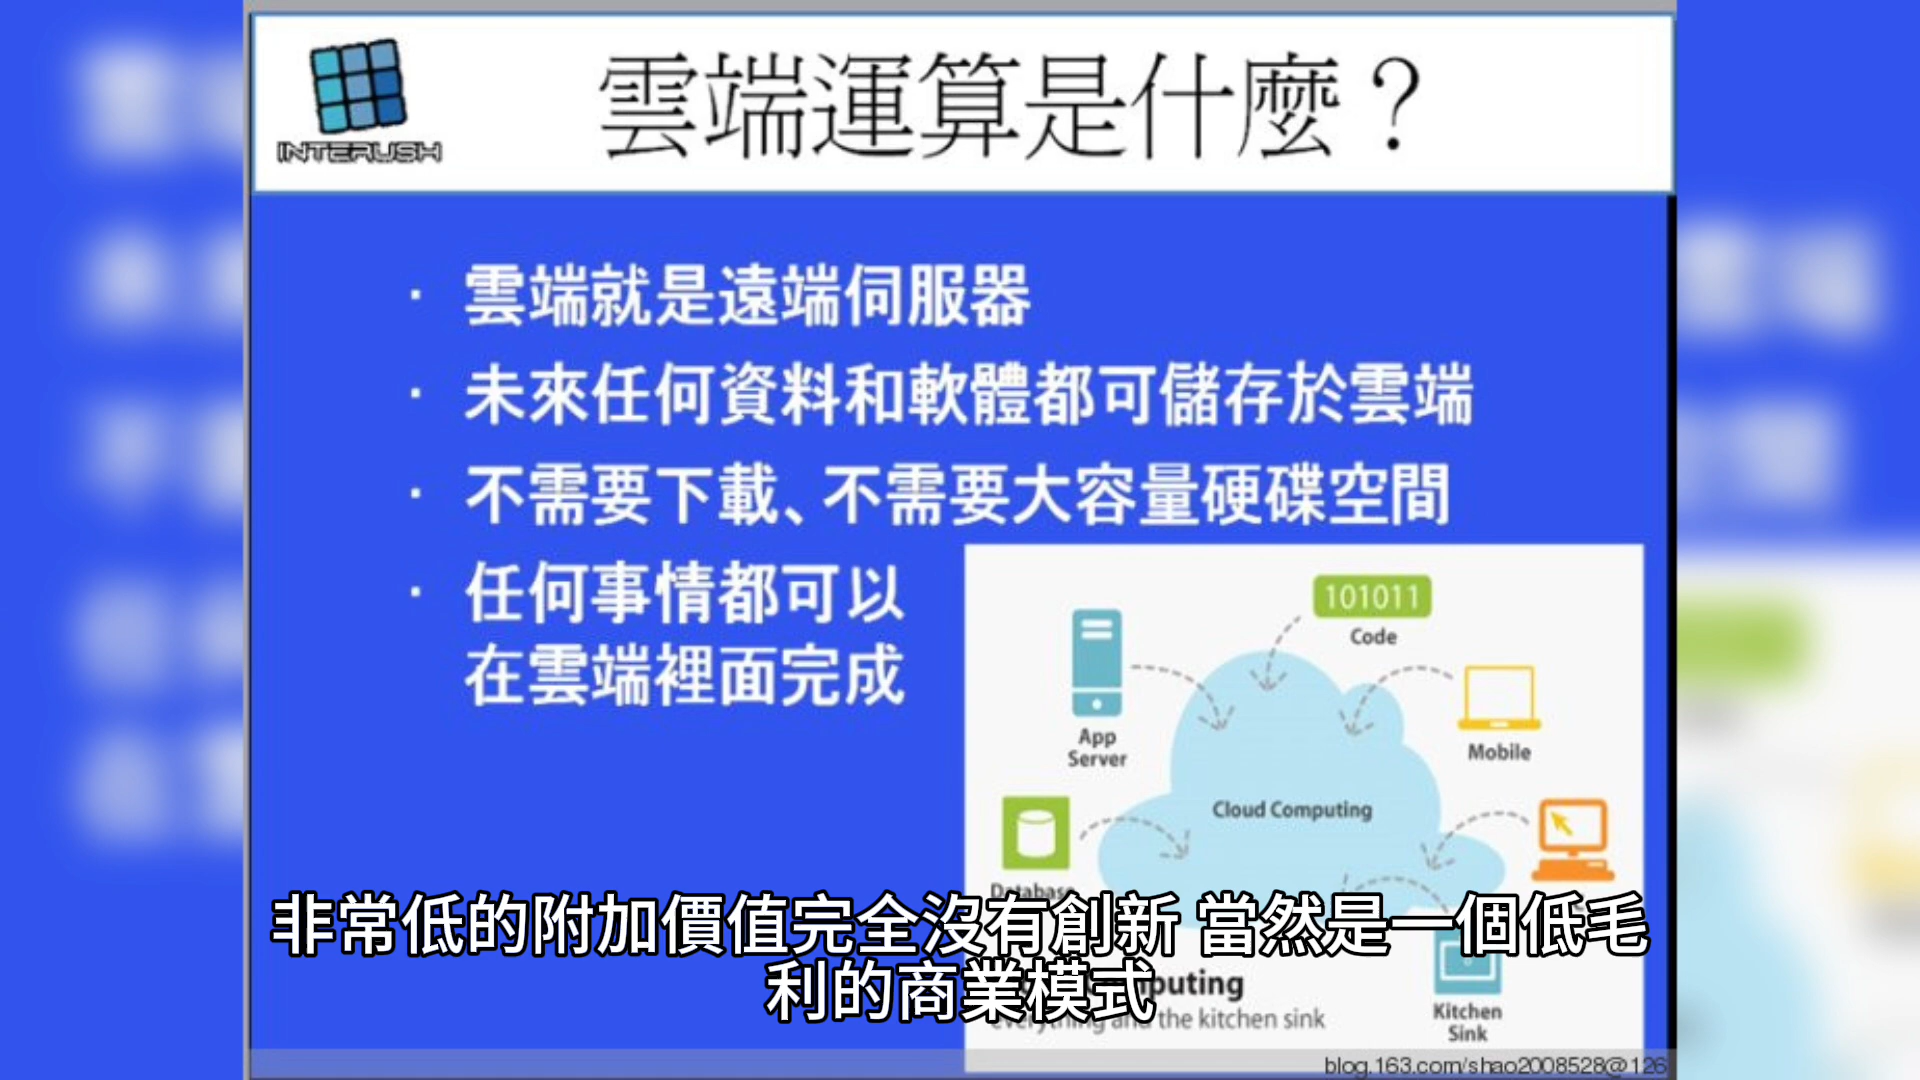 雲端運算是什麼？
INTERUSH
· 雲端就是遠端伺服器
· 未來任何資料和軟體都可儲存於雲端
· 不需要下載、不需要大容量硬碟空間
· 任何事情都可以
在雲端裡面完成
101011
Code
App
Server
Mobile
Cloud Computing
Database
非常低的附加價值完全沒有創新 當然是一個低毛
利的商業模式
everything and the kitchen sink
Kitchen
Sink
blog.163.com/shao2008528@126